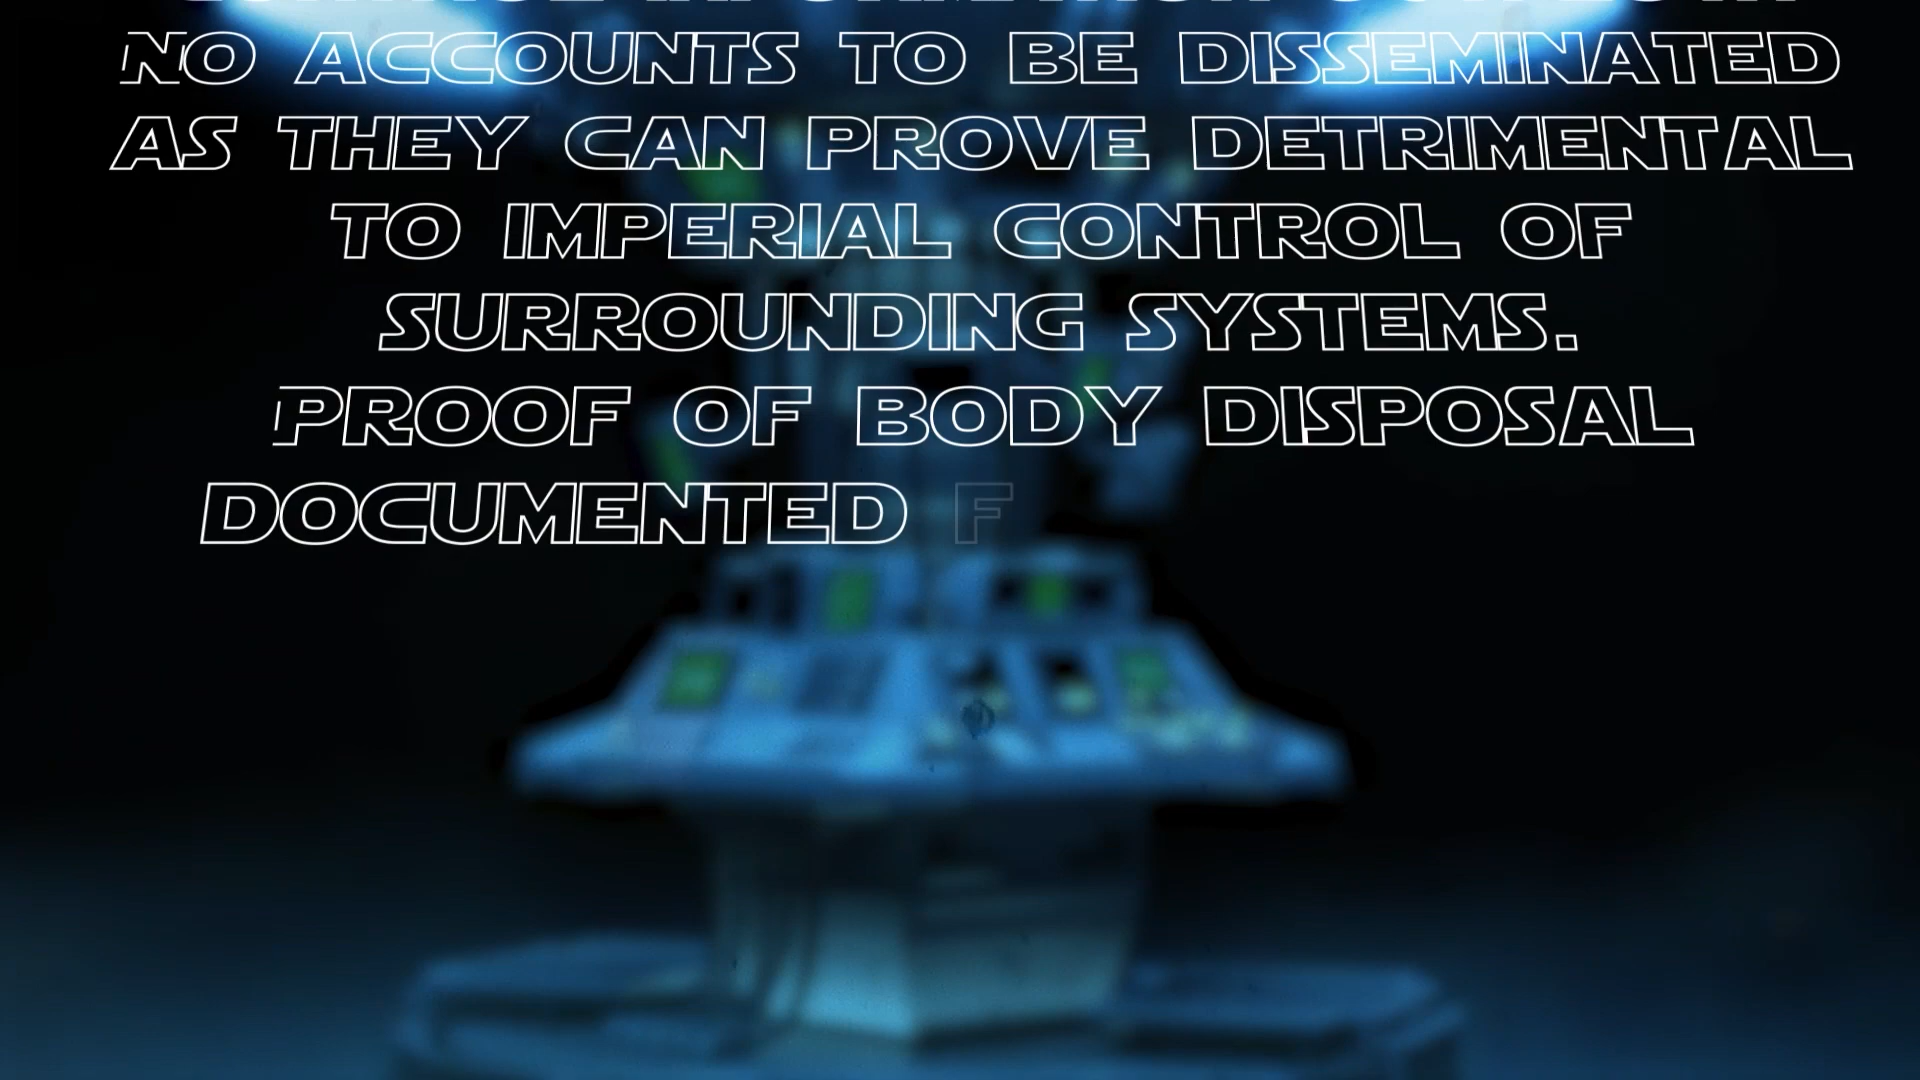 NO ACCOUNTS TO BE DISSEMINATED
AS THEY CAN PROVE DETRIMENTAL
TO IMPERIAL CONTROL OF
SURROUNDING SYSTEMS.
PROOF OF BODY DISPOSAL
DOCUMENTED F